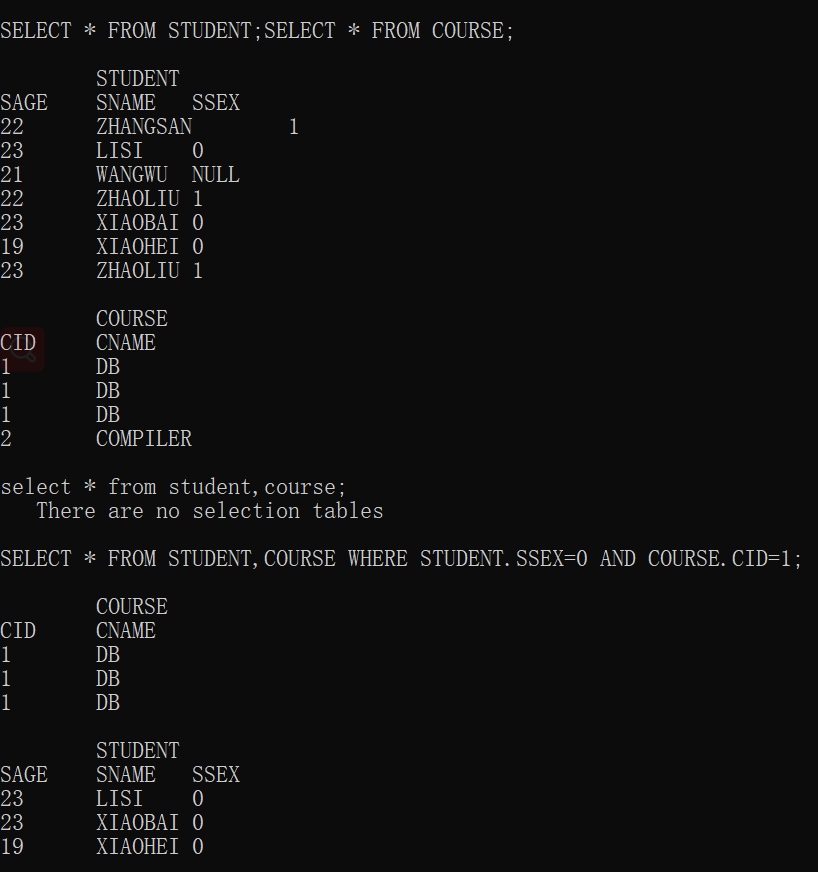 SELECT * FROM STUDENT;SELECT * FROM COURSE;
STUDENT
SAGE SNAME SSEX
22 ZHANGSAN 1
23 LISI 0
21 WANGWU NULL
22 ZHAOLIU 1
23 XIAOBAI 0
19 XIAOHEI 0
23 ZHAOLIU 1
COURSE
CID CNAME
1 DB
1 DB
1 DB
2 COMPILER
select * from student,course;
There are no selection tables
SELECT * FROM STUDENT,COURSE WHERE STUDENT.SSEX=0 AND COURSE.CID=1;
COURSE
CID CNAME
1 DB
1 DB
1 DB
STUDENT
SAGE SNAME SSEX
23 LISI 0
23 XIAOBAI 0
19 XIAOHEI 0